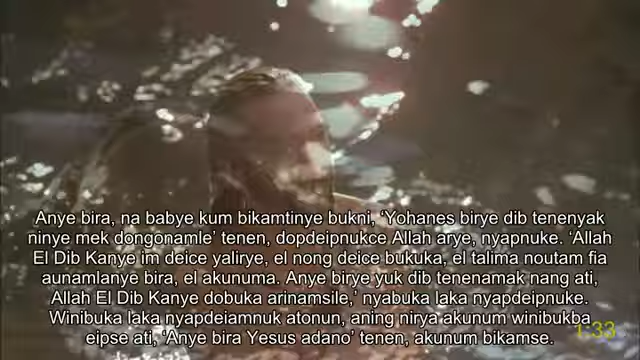 Anye bira, na babye kum bikamtinye bukni, ‘Yohanes birye dib tenenyak
ninye mek dongonamle’ tenen, dopdeipnukce Allah arye, nyapnuke. ‘Allah
El Dib Kanye im deice yalirye, el nong deice bukuka, el talima noutam fia
aunamlanye bira, el akunuma. Anye birye yuk dib tenenamak nang ati,
Allah El Dib Kanye dobuka arinamsile,’ nyabuka laka nyapdeipnuke.
Winibuka laka nyapdeiamnuk atonun, aning nirya akunum winibukba
eipse ati, ‘Anye bira Yesus adano’ tenen, akunum bikamse.
1:33